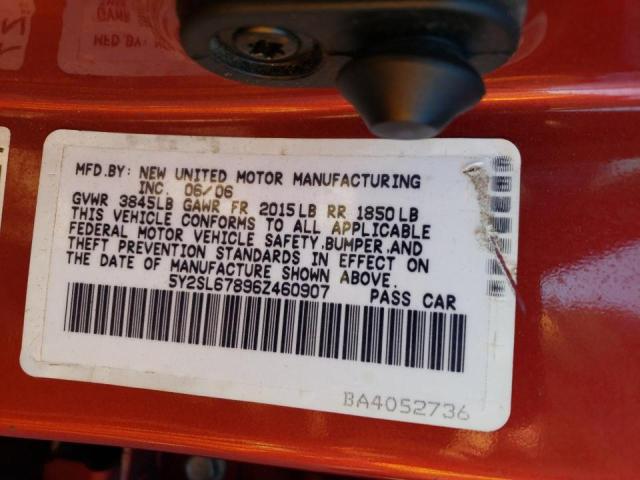 MFD.BY: NEW UNITED MOTOR MANUFACTURING
INC. 06/06
GVWR 3845LB GAWR FR 2015LB RR 1850LB
THIS VEHICLE CONFORMS TO ALL APPLICABLE
FEDERAL MOTOR VEHICLE SAFETY,BUMPER,AND
THEFT PREVENTION STANDARDS IN EFFECT ON
THE DATE OF MANUFACTURE SHOWN ABOVE.
5Y2SL67896Z460907 PASS CAR
BA4052736